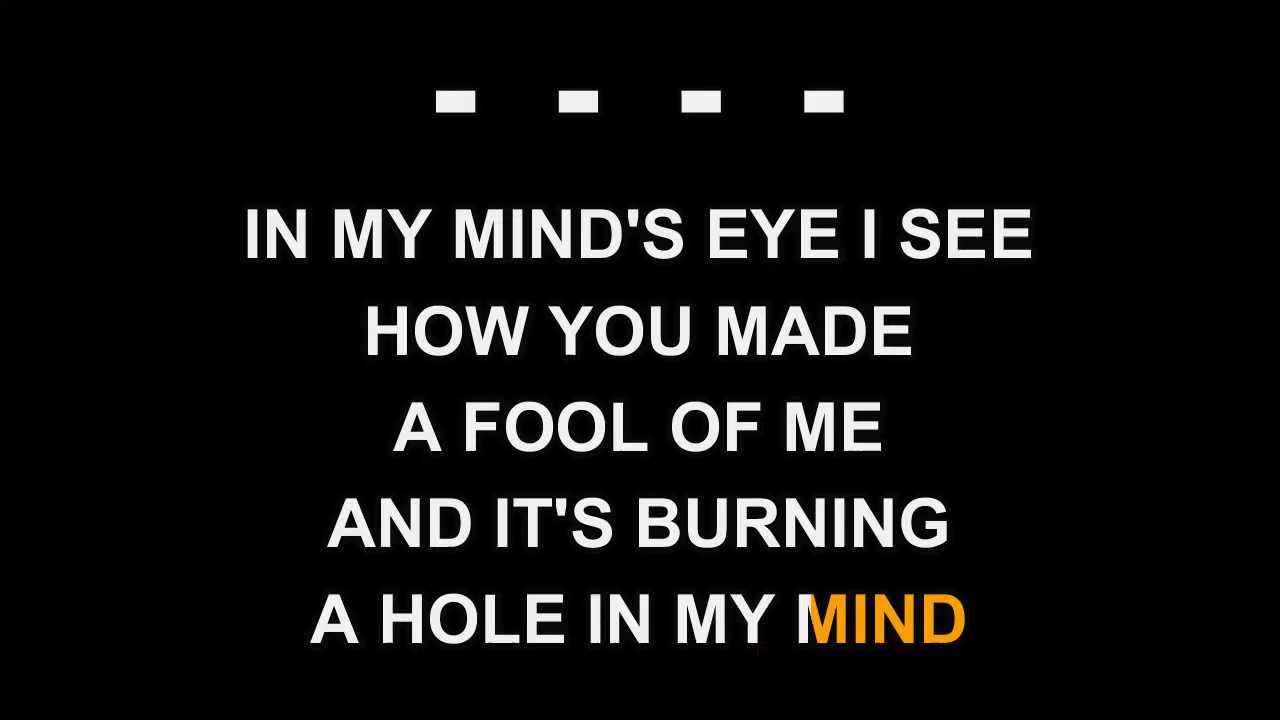 - - - -
IN MY MIND'S EYE I SEE
HOW YOU MADE
A FOOL OF ME
AND IT'S BURNING
A HOLE IN MY MIND